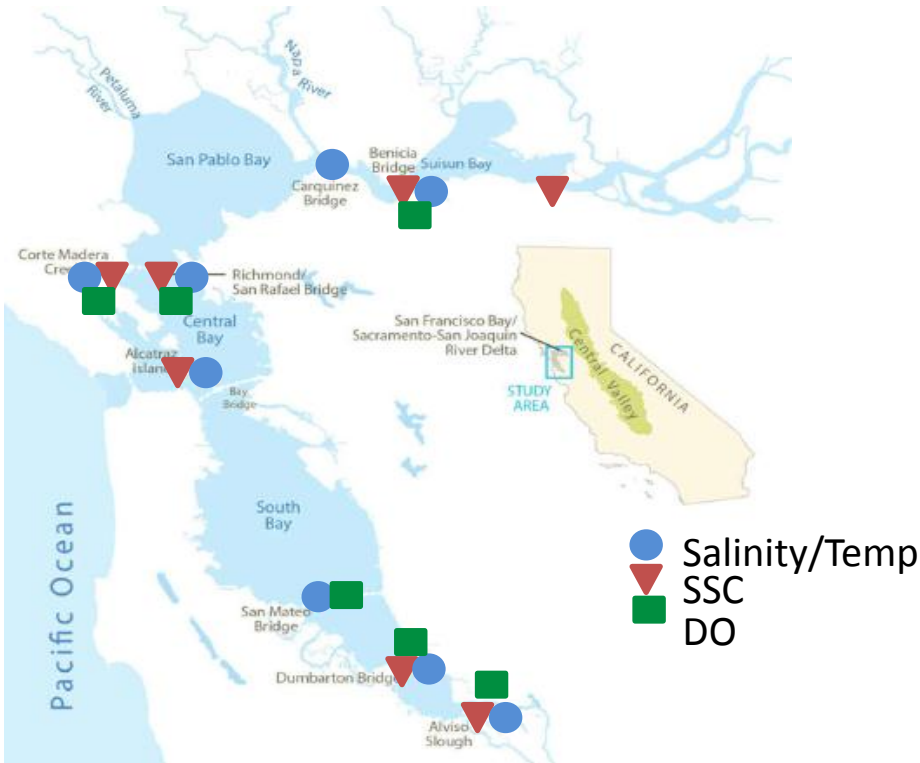 Petaluma
River
Napa River
San Pablo Bay
Carquinez
Bridge
Benicia
Bridge
Suisun Bay
Corte Madera
Cree
Richmond/
San Rafael Bridge
Central
Bay
Alcatraz
Island
Bay
Bridge
San Francisco Bay/
Sacramento-San Joaquin
River Delta
STUDY
AREA
Central Valley
CALIFORNIA
Pacific Ocean
South
Bay
San Mateo
Bridge
Dumbarton Bridge
Alviso
Slough
Salinity/Temp
SSC
DO